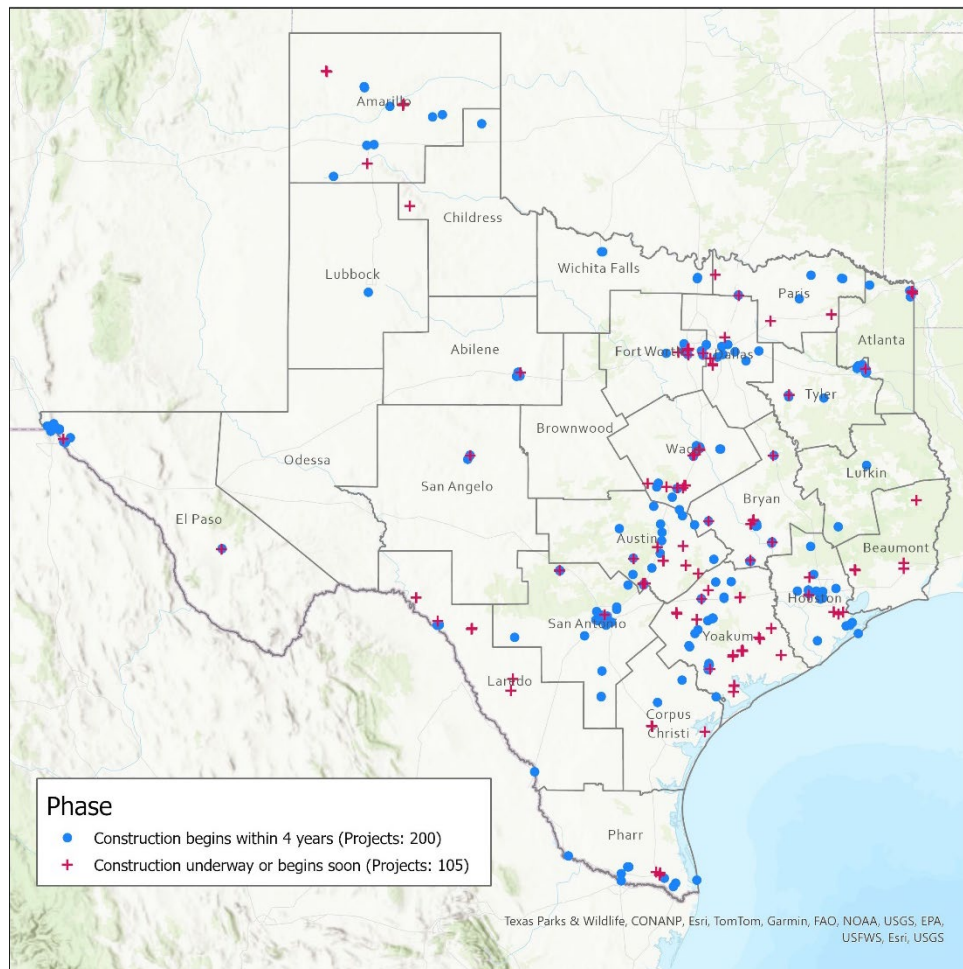 Amarillo
Childress
Lubbock
Wichita Falls
Paris
Atlanta
Abilene
Fort Worth
Dallas
Tyler
Brownwood
Waco
Odessa
San Angelo
Lufkin
Bryan
El Paso
Austin
Beaumont
Houston
San Antonio
Yoakum
Laredo
Corpus
Christi
Pharr
Phase
Construction begins within 4 years (Projects: 200)
Construction underway or begins soon (Projects: 105)
Texas Parks & Wildlife, CONANP, Esri, TomTom, Garmin, FAO, NOAA, USGS, EPA,
USFWS, Esri, USGS